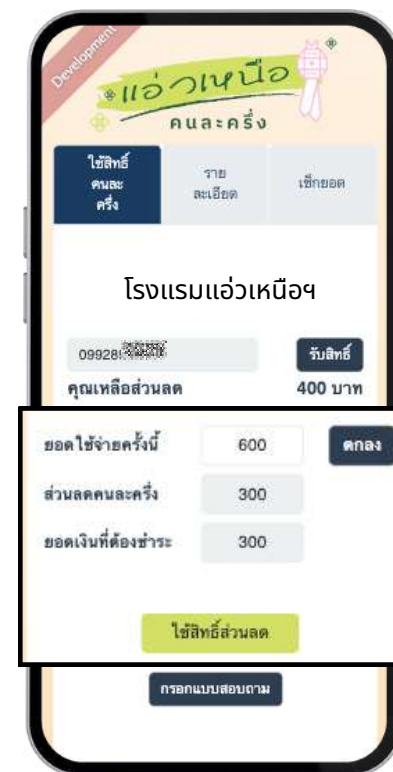 Development
แอ่วเหนือ
คนละครึ่ง
ใช้สิทธิ์
คนละ
ครึ่ง
ราย
ละเอียด
เช็กยอด
โรงแรมแอ่วเหนือฯ
09928
รับสิทธิ์
คุณเหลือส่วนลด 400 บาท
ยอดใช้จ่ายครั้งนี้ 600 ตกลง
ส่วนลดคนละครึ่ง 300
ยอดเงินที่ต้องชำระ 300
ใช้สิทธิ์ส่วนลด
กรอกแบบสอบถาม